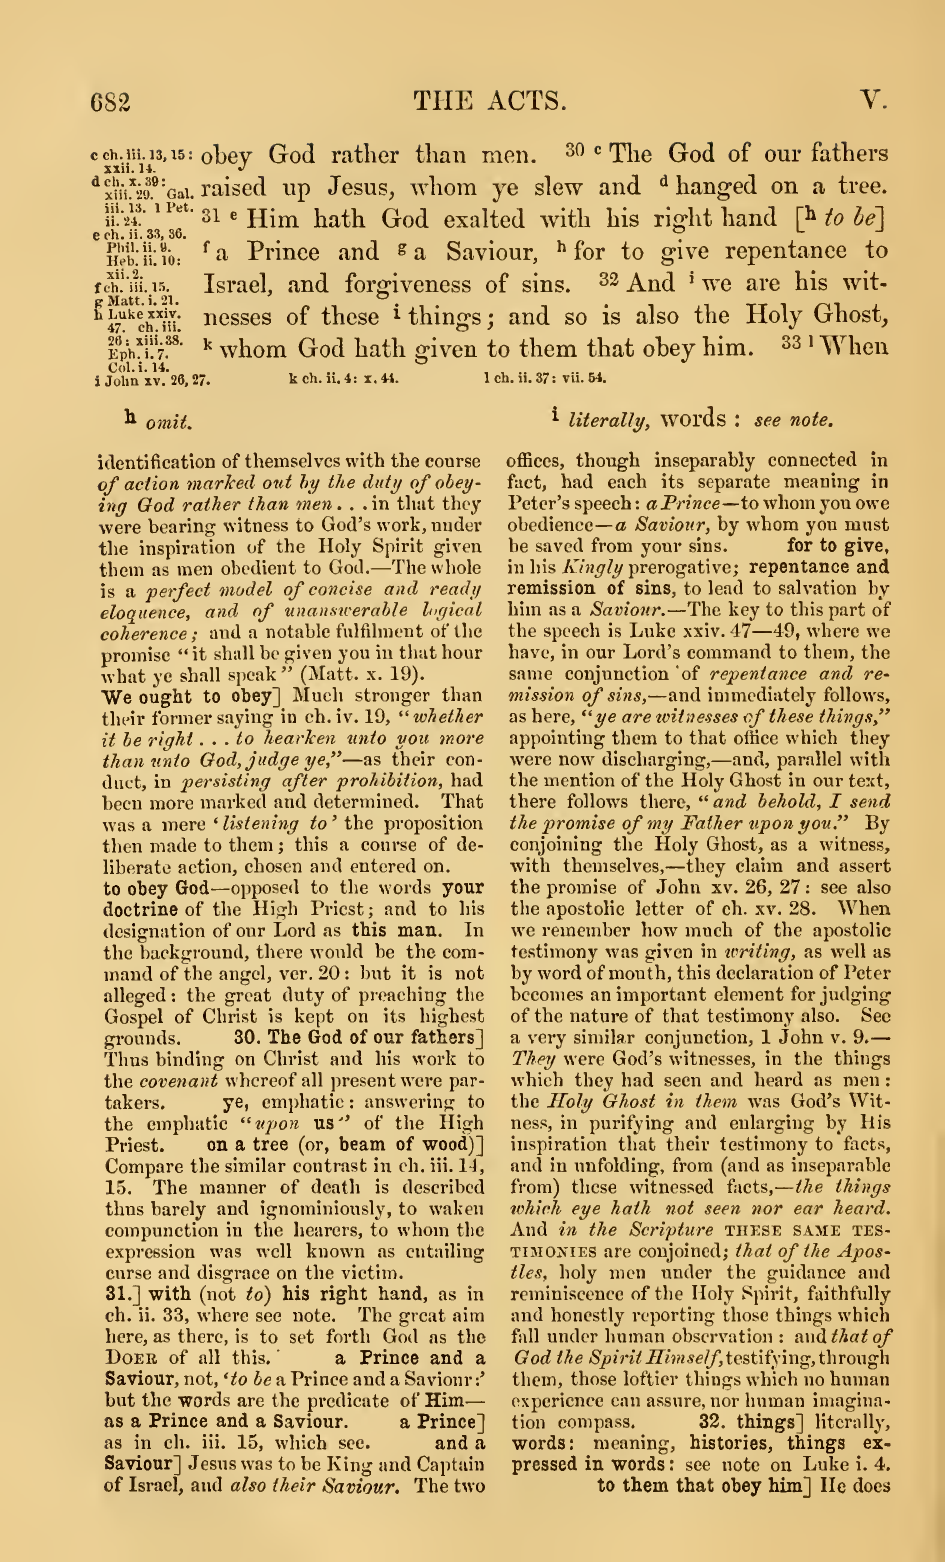 682 THE ACTS. V.
c ch. iii. 13, 15:
xxii. 14.
d ch. x. 39:
xiii. 29. Gal.
iii. 13. 1 Pet.
ii. 24.
e ch. ii. 33, 36.
Phil. ii. 9.
Heb. ii. 10:
xii. 2.
f ch. iii. 15.
g Matt. i. 21.
h Luke xxiv.
47. ch. iii.
26: xiii. 38.
Eph. i. 7.
Col. i. 14.
i John xv. 26, 27. k ch. ii. 4: x. 44. l ch. ii. 37: vii. 54.
obey God rather than men. 30 c The God of our fathers
raised up Jesus, whom ye slew and d hanged on a tree.
31 e Him hath God exalted with his right hand [h to be]
f a Prince and g a Saviour, h for to give repentance to
Israel, and forgiveness of sins. 32 And i we are his wit-
nesses of these i things; and so is also the Holy Ghost,
k whom God hath given to them that obey him. 33 l When
h omit. i literally, words : see note.
identification of themselves with the course
of action marked out by the duty of obey-
ing God rather than men . . . in that they
were bearing witness to God's work, under
the inspiration of the Holy Spirit given
them as men obedient to God.—The whole
is a perfect model of concise and ready
eloquence, and of unanswerable logical
coherence; and a notable fulfilment of the
promise "it shall be given you in that hour
what ye shall speak" (Matt. x. 19).
We ought to obey] Much stronger than
their former saying in ch. iv. 19, "whether
it be right . . . to hearken unto you more
than unto God, judge ye,"—as their con-
duct, in persisting after prohibition, had
been more marked and determined. That
was a mere 'listening to' the proposition
then made to them; this a course of de-
liberate action, chosen and entered on.
to obey God—opposed to the words your
doctrine of the High Priest; and to his
designation of our Lord as this man. In
the background, there would be the com-
mand of the angel, ver. 20: but it is not
alleged: the great duty of preaching the
Gospel of Christ is kept on its highest
grounds. 30. The God of our fathers]
Thus binding on Christ and his work to
the covenant whereof all present were par-
takers. ye, emphatic: answering to
the emphatic "upon us" of the High
Priest. on a tree (or, beam of wood)]
Compare the similar contrast in ch. iii. 14,
15. The manner of death is described
thus barely and ignominiously, to waken
compunction in the hearers, to whom the
expression was well known as entailing
curse and disgrace on the victim.
31.] with (not to) his right hand, as in
ch. ii. 33, where see note. The great aim
here, as there, is to set forth God as the
DOER of all this. a Prince and a
Saviour, not, 'to be a Prince and a Saviour:'
but the words are the predicate of Him—
as a Prince and a Saviour. a Prince]
as in ch. iii. 15, which see. and a
Saviour] Jesus was to be King and Captain
of Israel, and also their Saviour. The two
offices, though inseparably connected in
fact, had each its separate meaning in
Peter's speech: a Prince—to whom you owe
obedience—a Saviour, by whom you must
be saved from your sins. for to give,
in his Kingly prerogative; repentance and
remission of sins, to lead to salvation by
him as a Saviour.—The key to this part of
the speech is Luke xxiv. 47—49, where we
have, in our Lord's command to them, the
same conjunction of repentance and re-
mission of sins,—and immediately follows,
as here, "ye are witnesses of these things,"
appointing them to that office which they
were now discharging,—and, parallel with
the mention of the Holy Ghost in our text,
there follows there, "and behold, I send
the promise of my Father upon you." By
conjoining the Holy Ghost, as a witness,
with themselves,—they claim and assert
the promise of John xv. 26, 27: see also
the apostolic letter of ch. xv. 28. When
we remember how much of the apostolic
testimony was given in writing, as well as
by word of mouth, this declaration of Peter
becomes an important element for judging
of the nature of that testimony also. See
a very similar conjunction, 1 John v. 9.—
They were God's witnesses, in the things
which they had seen and heard as men:
the Holy Ghost in them was God's Wit-
ness, in purifying and enlarging by His
inspiration that their testimony to facts,
and in unfolding, from (and as inseparable
from) these witnessed facts,—the things
which eye hath not seen nor ear heard.
And in the Scripture THESE SAME TES-
TIMONIES are conjoined; that of the Apos-
tles, holy men under the guidance and
reminiscence of the Holy Spirit, faithfully
and honestly reporting those things which
fall under human observation : and that of
God the Spirit Himself, testifying, through
them, those loftier things which no human
experience can assure, nor human imagina-
tion compass. 32. things] literally,
words: meaning, histories, things ex-
pressed in words: see note on Luke i. 4.
to them that obey him] He does